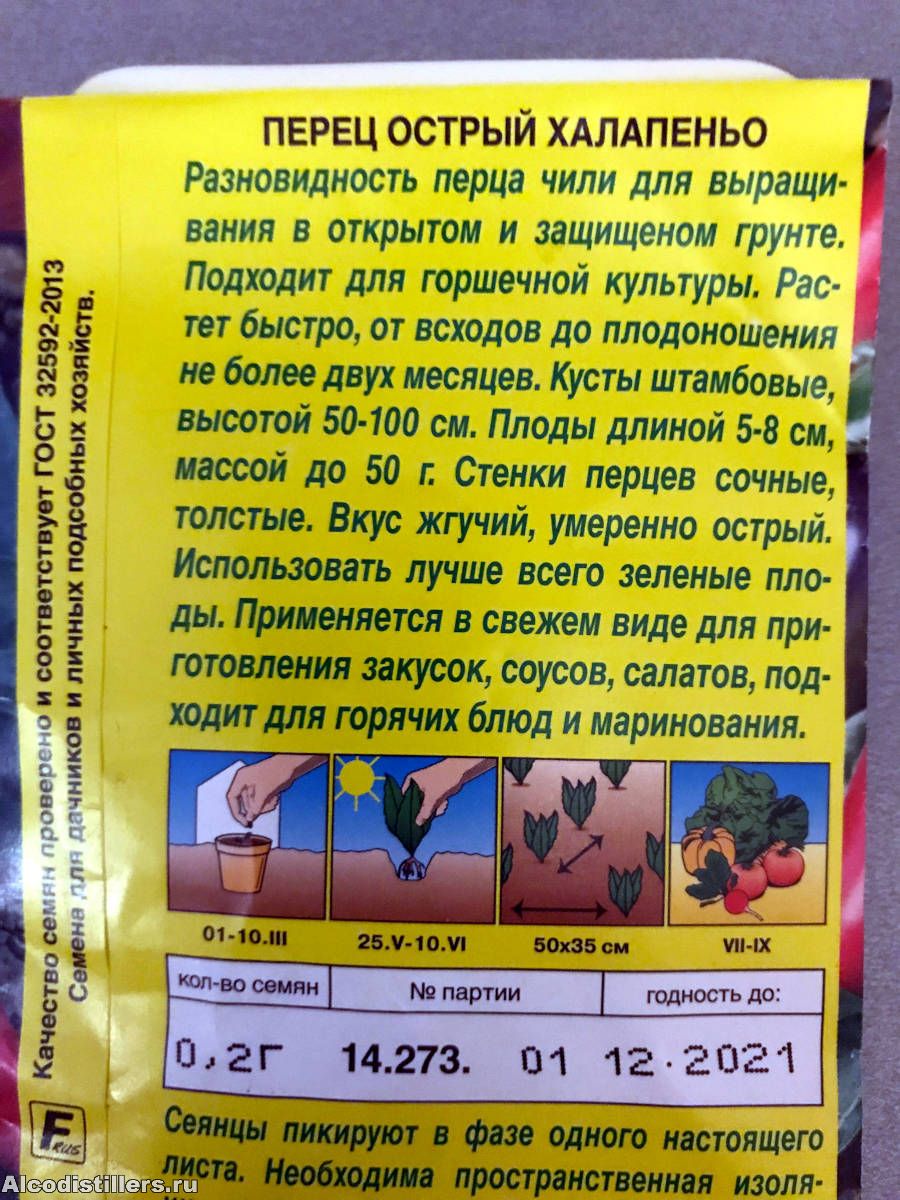 ПЕРЕЦ ОСТРЫЙ ХАЛАПЕНЬО
Разновидность перца чили для выращи-
вания в открытом и защищеном грунте.
Подходит для горшечной культуры. Рас-
тет быстро, от всходов до плодоношения
не более двух месяцев. Кусты штамбовые,
высотой 50-100 см. Плоды длиной 5-8 см,
массой до 50 г. Стенки перцев сочные,
толстые. Вкус жгучий, умеренно острый.
Использовать лучше всего зеленые пло-
ды. Применяется в свежем виде для при-
готовления закусок, соусов, салатов, под-
ходит для горячих блюд и маринования.
01-10.III 25.V-10.VI 50х35 см VII-IX
кол-во семян № партии годность до:
0,2г 14.273. 01 12.2021
Сеянцы пикируют в фазе одного настоящего
листа. Необходима пространственная изоля-
Качество семян проверено и соответствует ГОСТ 32592-2013
Семена для дачников и личных подсобных хозяйств.
F RUS
Alcodistillers.ru